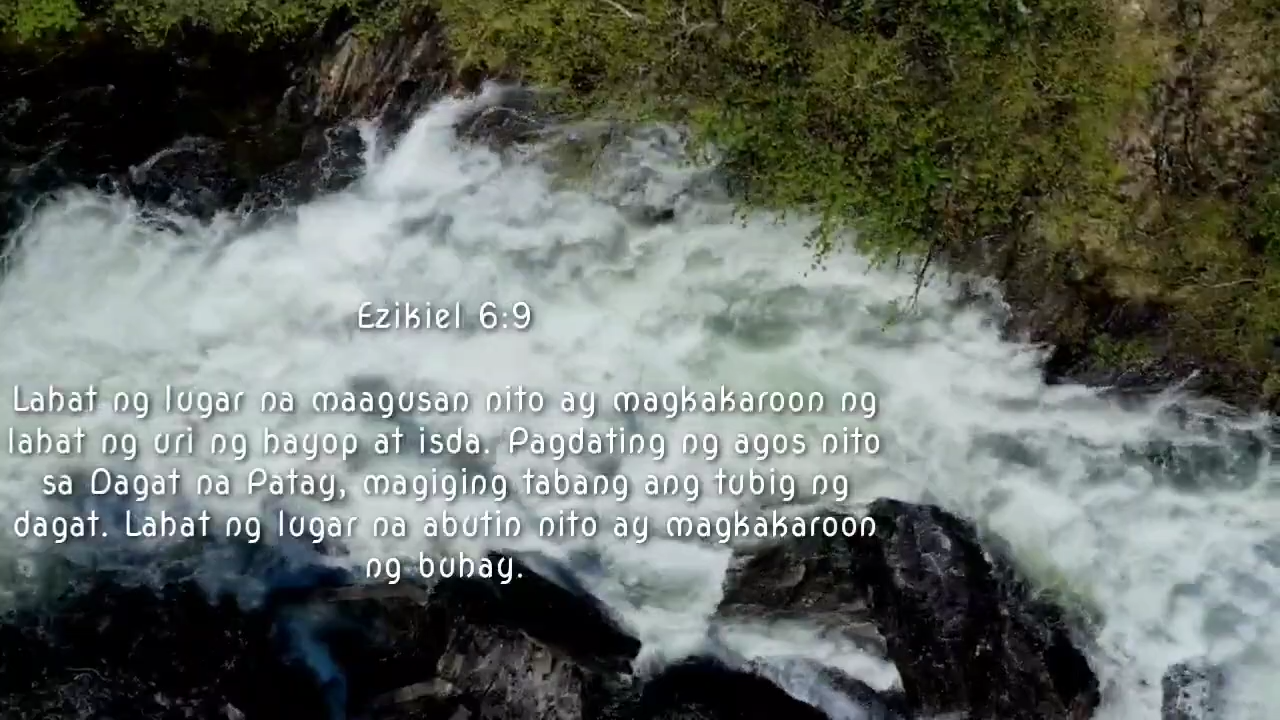 Ezikiel 6:9
Lahat ng lugar na maagusan nito ay magkakaroon ng
lahat ng uri ng hayop at isda. Pagdating ng agos nito
sa Dagat na Patay, magiging tabang ang tubig ng
dagat. Lahat ng lugar na abutin nito ay magkakaroon
ng buhay.